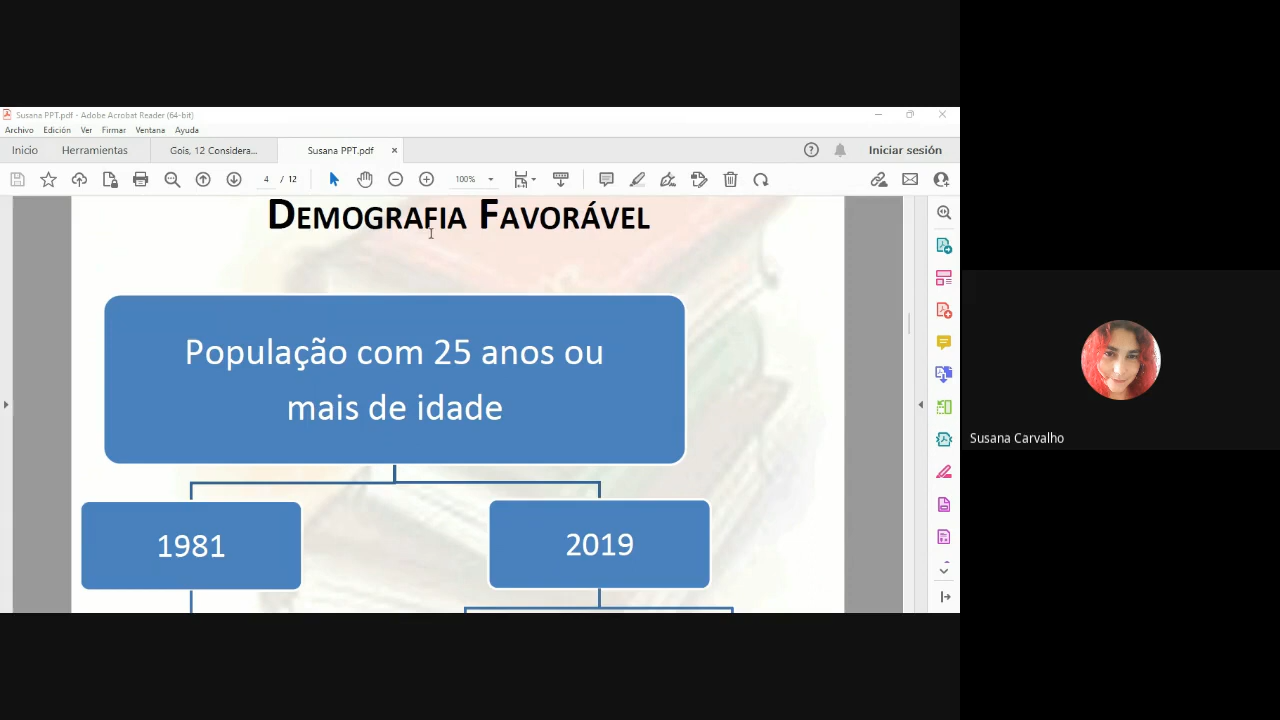 Susana PPT.pdf - Adobe Acrobat Reader (64-bit)
Archivo Edición Ver Firmar Ventana Ayuda
Inicio Herramientas Gois, 12 Considera... Susana PPT.pdf × Iniciar sesión
4 / 12 100%
DEMOGRAFIA FAVORÁVEL
População com 25 anos ou
mais de idade
1981
2019
Susana Carvalho